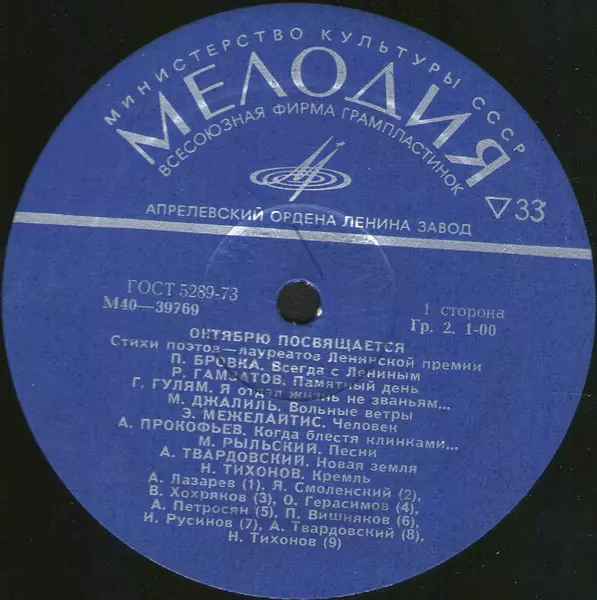 МИНИСТЕРСТВО КУЛЬТУРЫ СССР
МЕЛОДИЯ
ВСЕСОЮЗНАЯ ФИРМА ГРАМПЛАСТИНОК
▽33
АПРЕЛЕВСКИЙ ОРДЕНА ЛЕНИНА ЗАВОД
ГОСТ 5289-73
М40—39769
1 сторона
Гр. 2. 1-00
ОКТЯБРЮ ПОСВЯЩАЕТСЯ
Стихи поэтов—лауреатов Ленинской премии
П. БРОВКА. Всегда с Лениным
Р. ГАМЗАТОВ. Памятный день
Г. ГУЛЯМ. Я отдал жизнь не званьям...
М. ДЖАЛИЛЬ. Вольные ветры
Э. МЕЖЕЛАЙТИС. Человек
А. ПРОКОФЬЕВ. Когда блестя клинками...
М. РЫЛЬСКИЙ. Песни
А. ТВАРДОВСКИЙ. Новая земля
Н. ТИХОНОВ. Кремль
А. Лазарев (1), Я. Смоленский (2),
В. Хохряков (3), О. Герасимов (4),
А. Петросян (5), П. Вишняков (6),
И. Русинов (7), А. Твардовский (8),
Н. Тихонов (9)